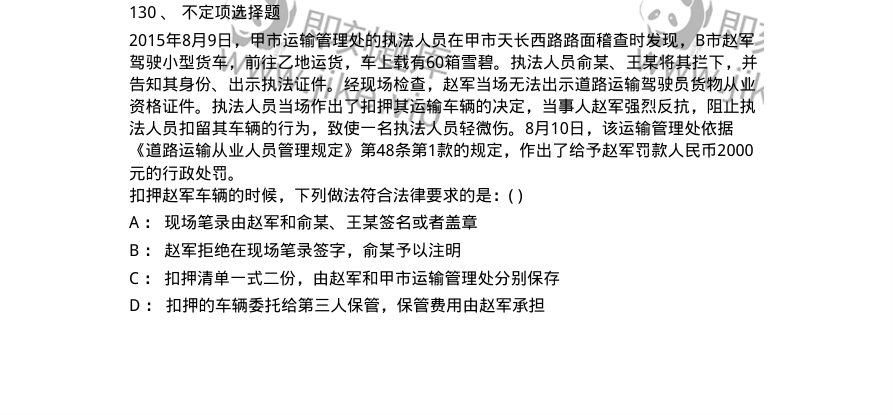 130 、 不定项选择题
2015年8月9日，甲市运输管理处的执法人员在甲市天长西路路面稽查时发现，B市赵军
驾驶小型货车，前往乙地运货，车上载有60箱雪碧。执法人员俞某、王某将其拦下，并
告知其身份、出示执法证件。经现场检查，赵军当场无法出示道路运输驾驶员货物从业
资格证件。执法人员当场作出了扣押其运输车辆的决定，当事人赵军强烈反抗，阻止执
法人员扣留其车辆的行为，致使一名执法人员轻微伤。8月10日，该运输管理处依据
《道路运输从业人员管理规定》第48条第1款的规定，作出了给予赵军罚款人民币2000
元的行政处罚。
扣押赵军车辆的时候，下列做法符合法律要求的是：( )
A： 现场笔录由赵军和俞某、王某签名或者盖章
B： 赵军拒绝在现场笔录签字，俞某予以注明
C： 扣押清单一式二份，由赵军和甲市运输管理处分别保存
D： 扣押的车辆委托给第三人保管，保管费用由赵军承担